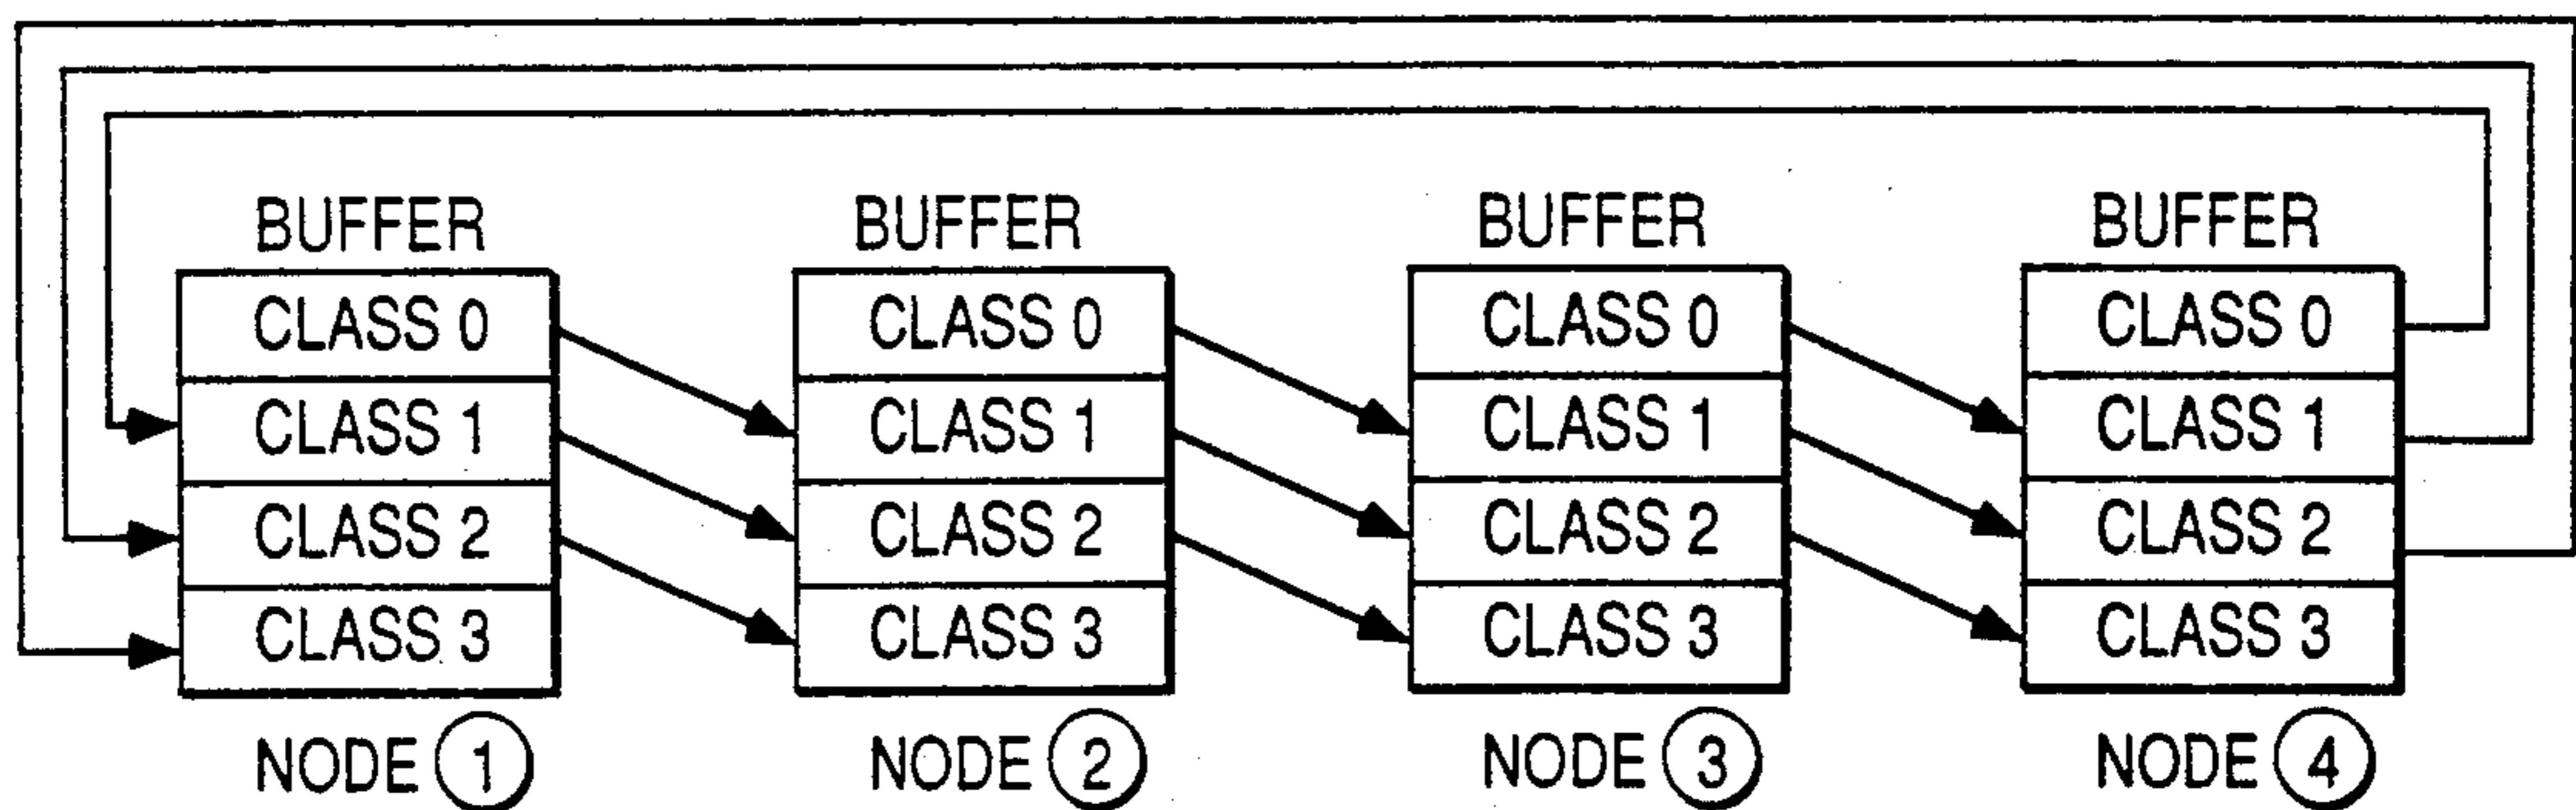 BUFFER BUFFER BUFFER BUFFER
CLASS 0 CLASS 0 CLASS 0 CLASS 0
CLASS 1 CLASS 1 CLASS 1 CLASS 1
CLASS 2 CLASS 2 CLASS 2 CLASS 2
CLASS 3 CLASS 3 CLASS 3 CLASS 3
NODE 1 NODE 2 NODE 3 NODE 4